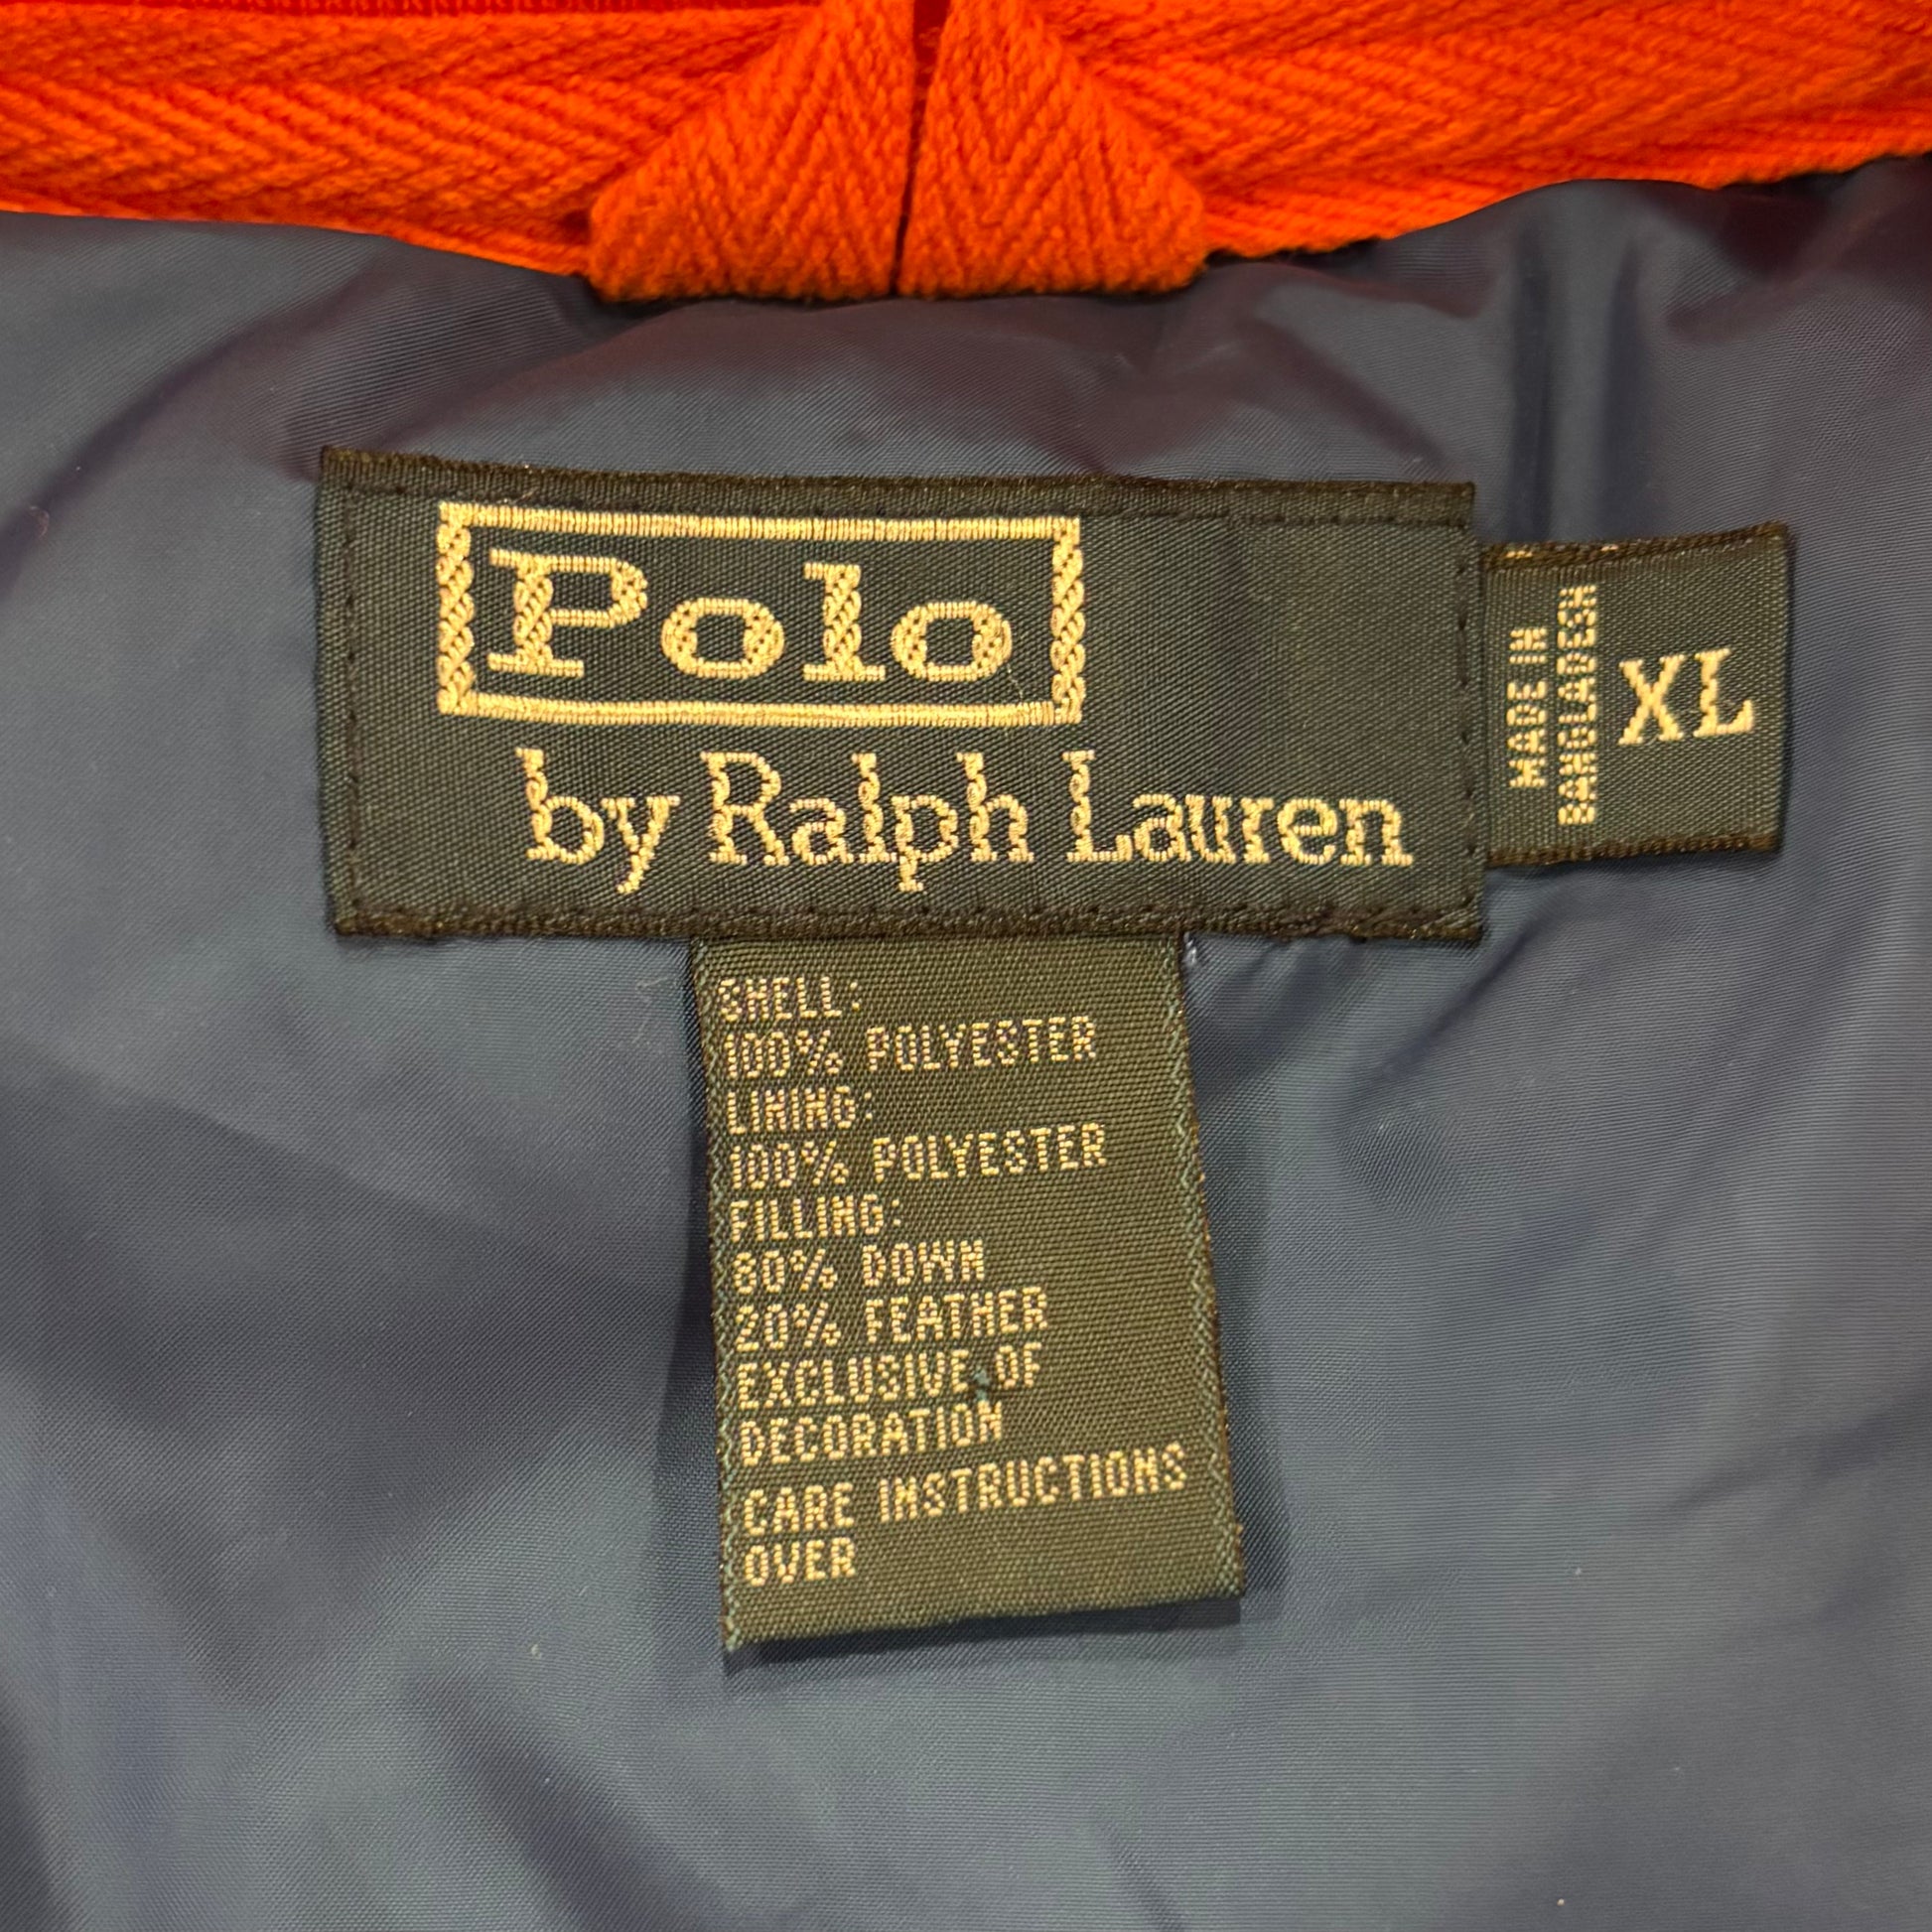 Polo
by Ralph Lauren
MADE IN
BANGLADESH
XL
SHELL:
100% POLYESTER
LINING:
100% POLYESTER
FILLING:
80% DOWN
20% FEATHER
EXCLUSIVE OF
DECORATION
CARE INSTRUCTIONS
OVER